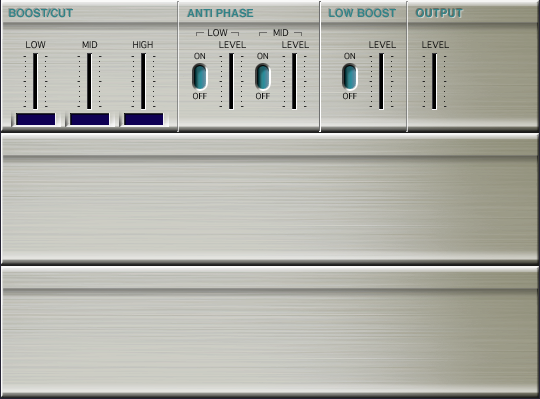 BOOST/CUT ANTI PHASE LOW BOOST OUTPUT
LOW MID
LOW MID HIGH ON LEVEL ON LEVEL ON LEVEL LEVEL
OFF OFF OFF